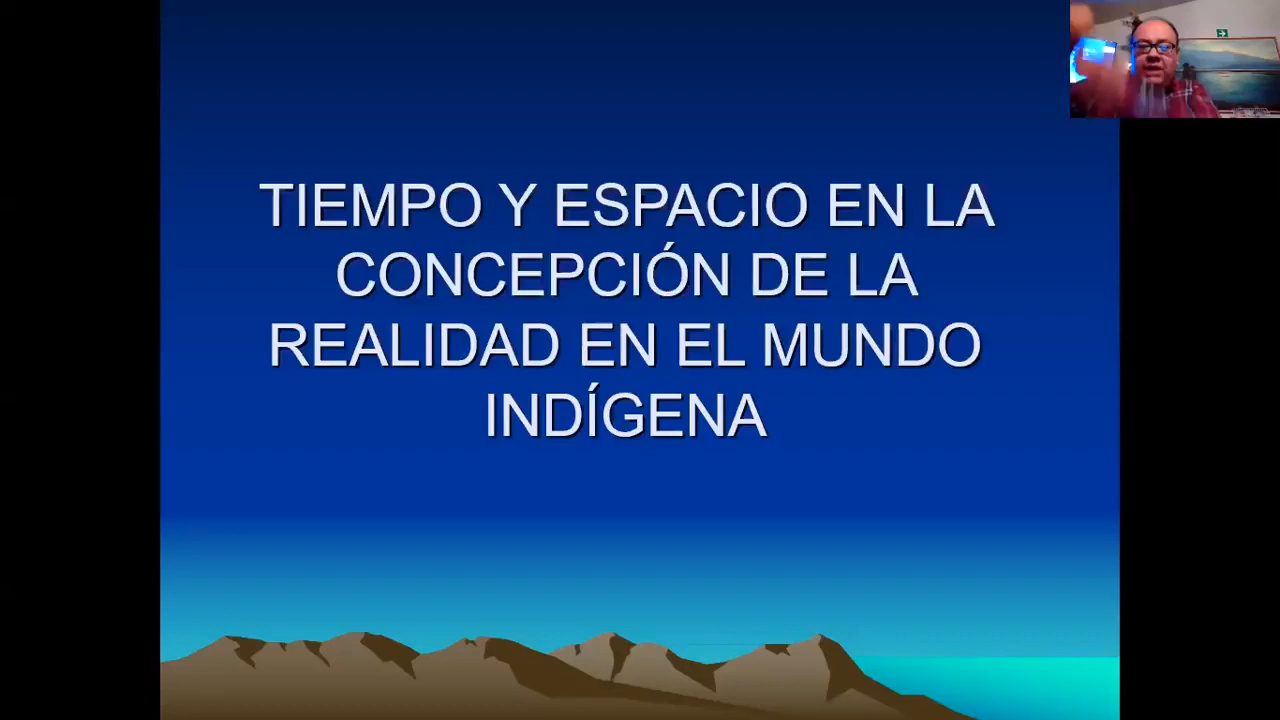 TIEMPO Y ESPACIO EN LA
CONCEPCIÓN DE LA
REALIDAD EN EL MUNDO
INDÍGENA